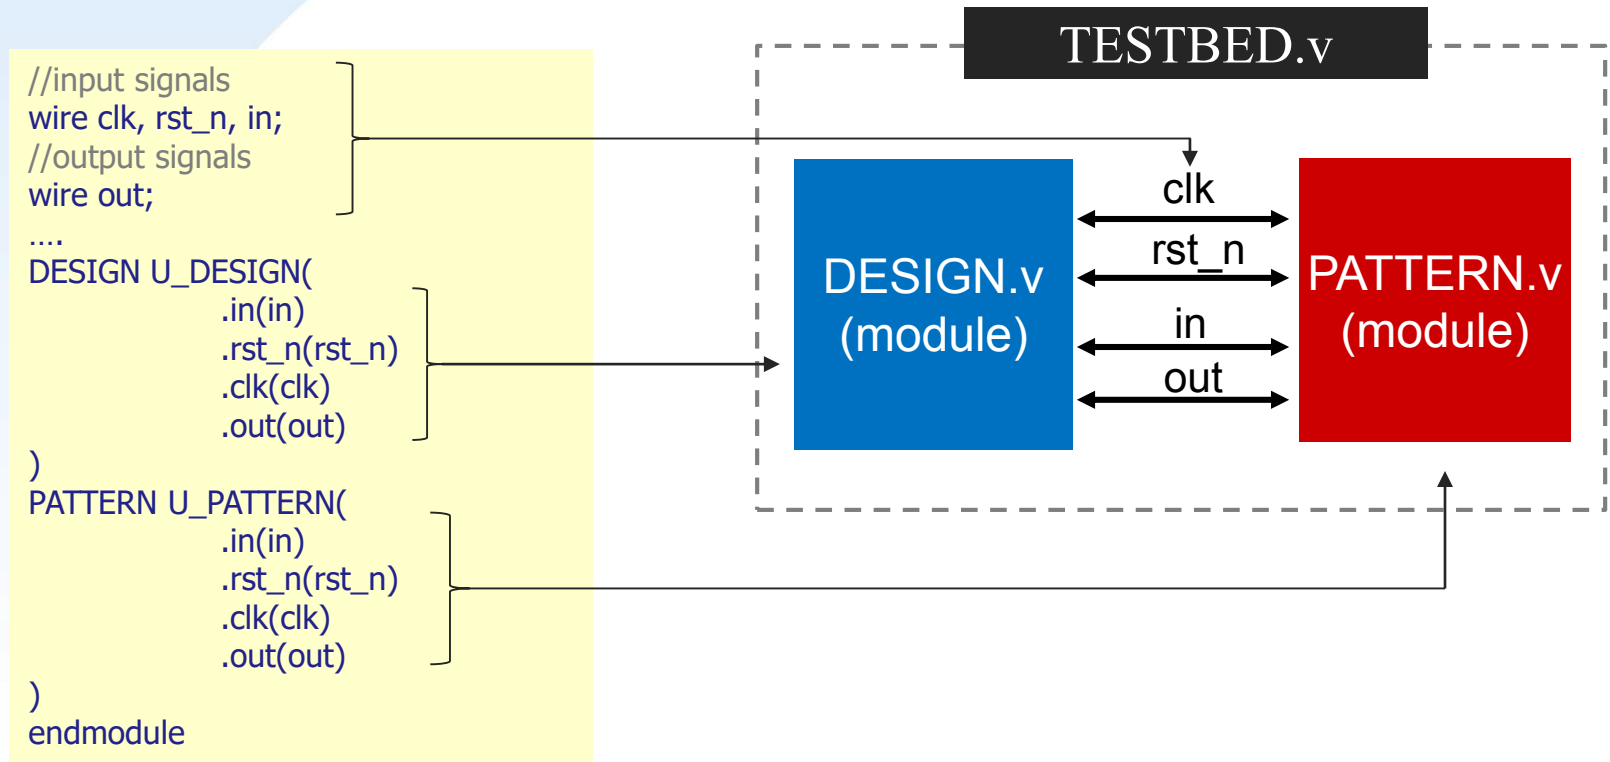 //input signals
wire clk, rst_n, in;
//output signals
wire out;
....
DESIGN U_DESIGN(
.in(in)
.rst_n(rst_n)
.clk(clk)
.out(out)
)
PATTERN U_PATTERN(
.in(in)
.rst_n(rst_n)
.clk(clk)
.out(out)
)
endmodule
TESTBED.v
DESIGN.v
(module)
clk
rst_n
in
out
PATTERN.v
(module)